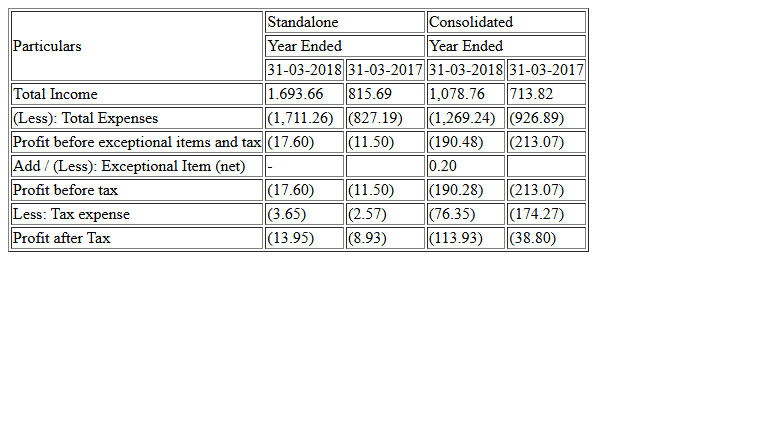 Particulars Standalone Consolidated
Year Ended Year Ended
31-03-2018 31-03-2017 31-03-2018 31-03-2017
Total Income 1.693.66 815.69 1,078.76 713.82
(Less): Total Expenses (1,711.26) (827.19) (1,269.24) (926.89)
Profit before exceptional items and tax (17.60) (11.50) (190.48) (213.07)
Add / (Less): Exceptional Item (net) - 0.20
Profit before tax (17.60) (11.50) (190.28) (213.07)
Less: Tax expense (3.65) (2.57) (76.35) (174.27)
Profit after Tax (13.95) (8.93) (113.93) (38.80)